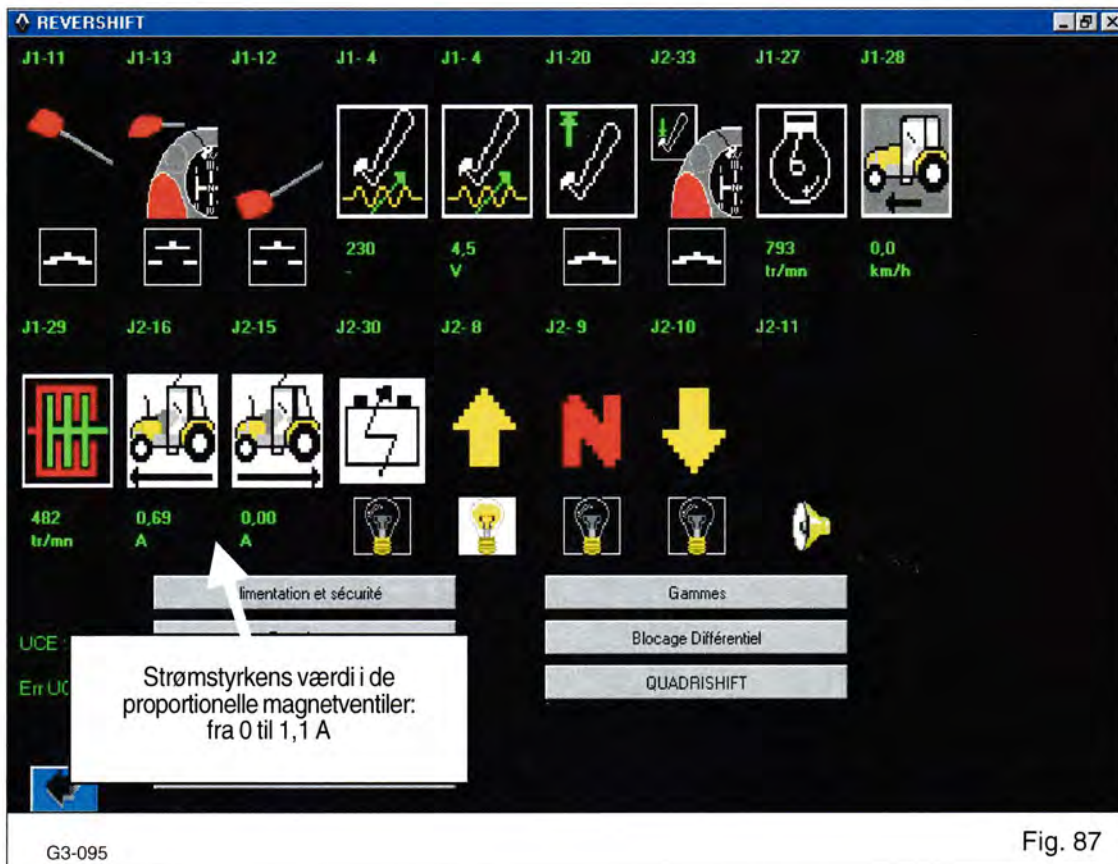 REVERSHIFT
J1-11 J1-13 J1-12 J1- 4 J1- 4 J1-20 J2-33 J1-27 J1-28
230 4,5 793 0,0
- V tr/mn km/h
J1-29 J2-16 J2-15 J2-30 J2- 8 J2- 9 J2-10 J2-11
N
482 0,69 0,00
tr/mn A A
limentation et sécurité Gammes
UCE : Blocage Différentiel
Err UC QUADRISHIFT
Strømstyrkens værdi i de
proportionelle magnetventiler:
fra 0 til 1,1 A
G3-095 Fig. 87